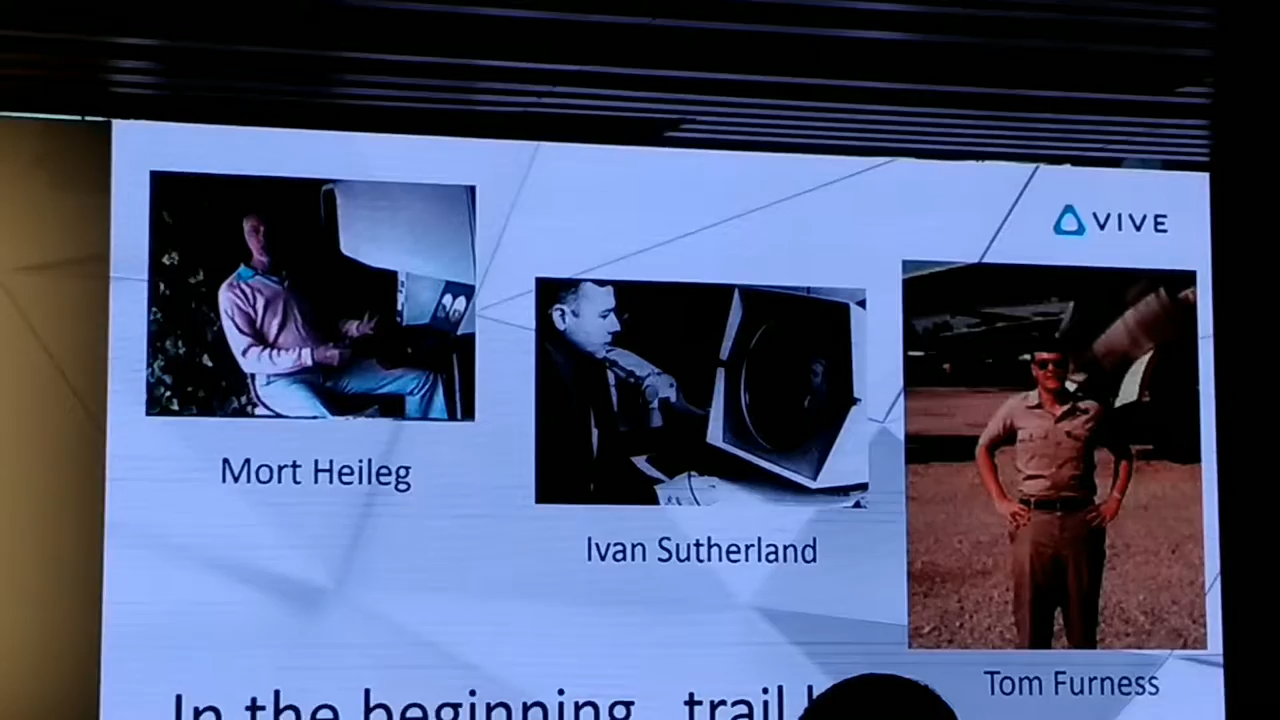 VIVE
Mort Heileg
Ivan Sutherland
Tom Furness
In the beginning trail